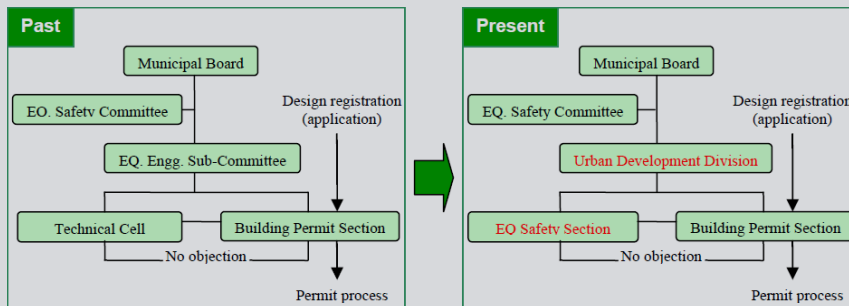 Past
Municipal Board
EQ. Safety Committee
Design registration
(application)
EQ. Engg. Sub-Committee
Technical Cell
Building Permit Section
No objection
Permit process
Present
Municipal Board
EQ. Safety Committee
Design registration
(application)
Urban Development Division
EQ Safety Section
Building Permit Section
No objection
Permit process